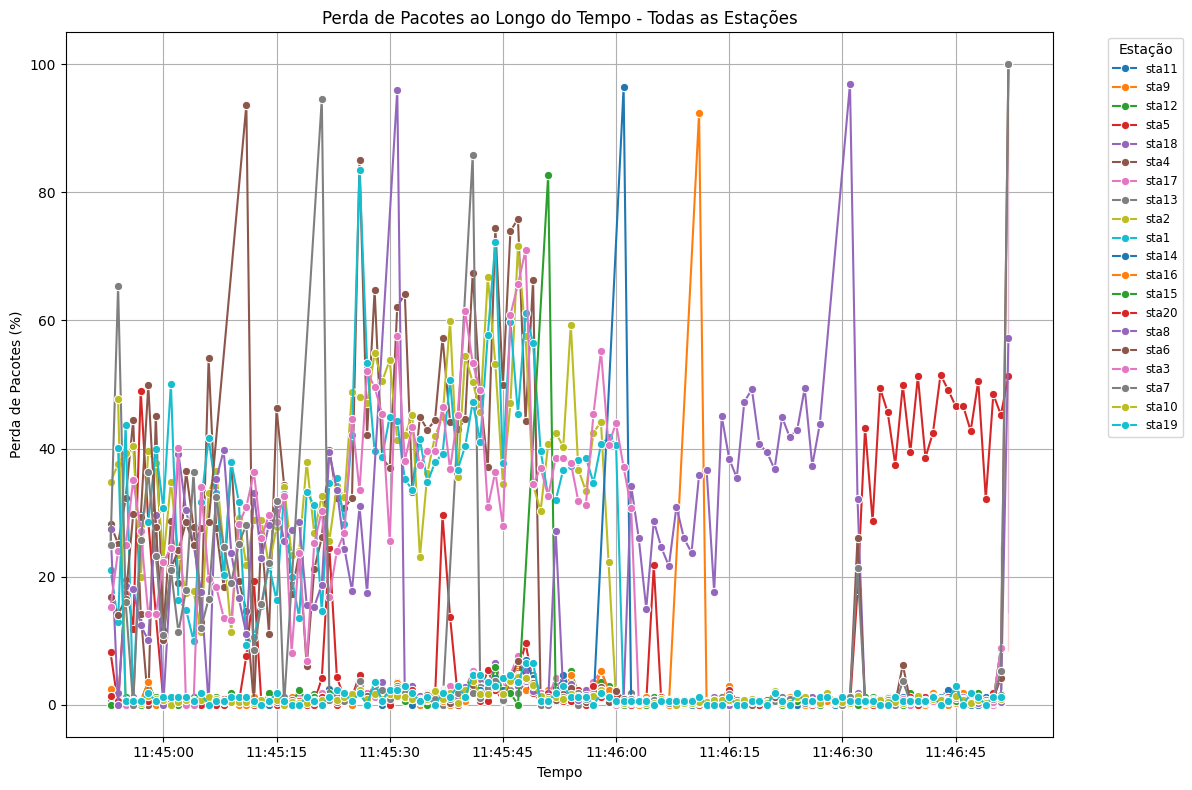 Perda de Pacotes ao Longo do Tempo - Todas as Estações
Perda de Pacotes (%)
100
80
60
40
20
0
11:45:00 11:45:15 11:45:30 11:45:45 11:46:00 11:46:15 11:46:30 11:46:45
Tempo
Estação
sta11
sta9
sta12
sta5
sta18
sta4
sta17
sta13
sta2
sta1
sta14
sta16
sta15
sta20
sta8
sta6
sta3
sta7
sta10
sta19